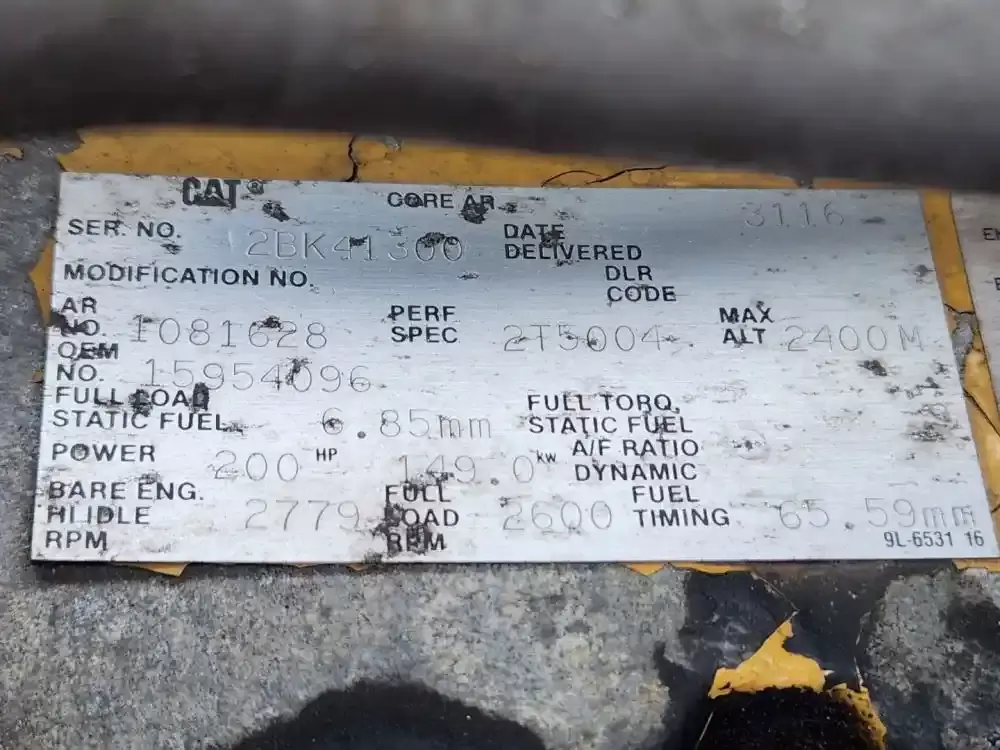 CAT® CORE AR 3116
SER. NO. 2BK41300 DATE DELIVERED
MODIFICATION NO. DLR CODE
AR NO. 1081628 PERF SPEC 2T5004 MAX ALT 2400M
OEM NO. 15954096
FULL LOAD STATIC FUEL 6.85mm FULL TORQ. STATIC FUEL
POWER 200 HP 149.0 kw A/F RATIO DYNAMIC
BARE ENG. HI IDLE RPM 2779 FULL LOAD RPM 2600 FUEL TIMING 65.59mm
9L-6531 16